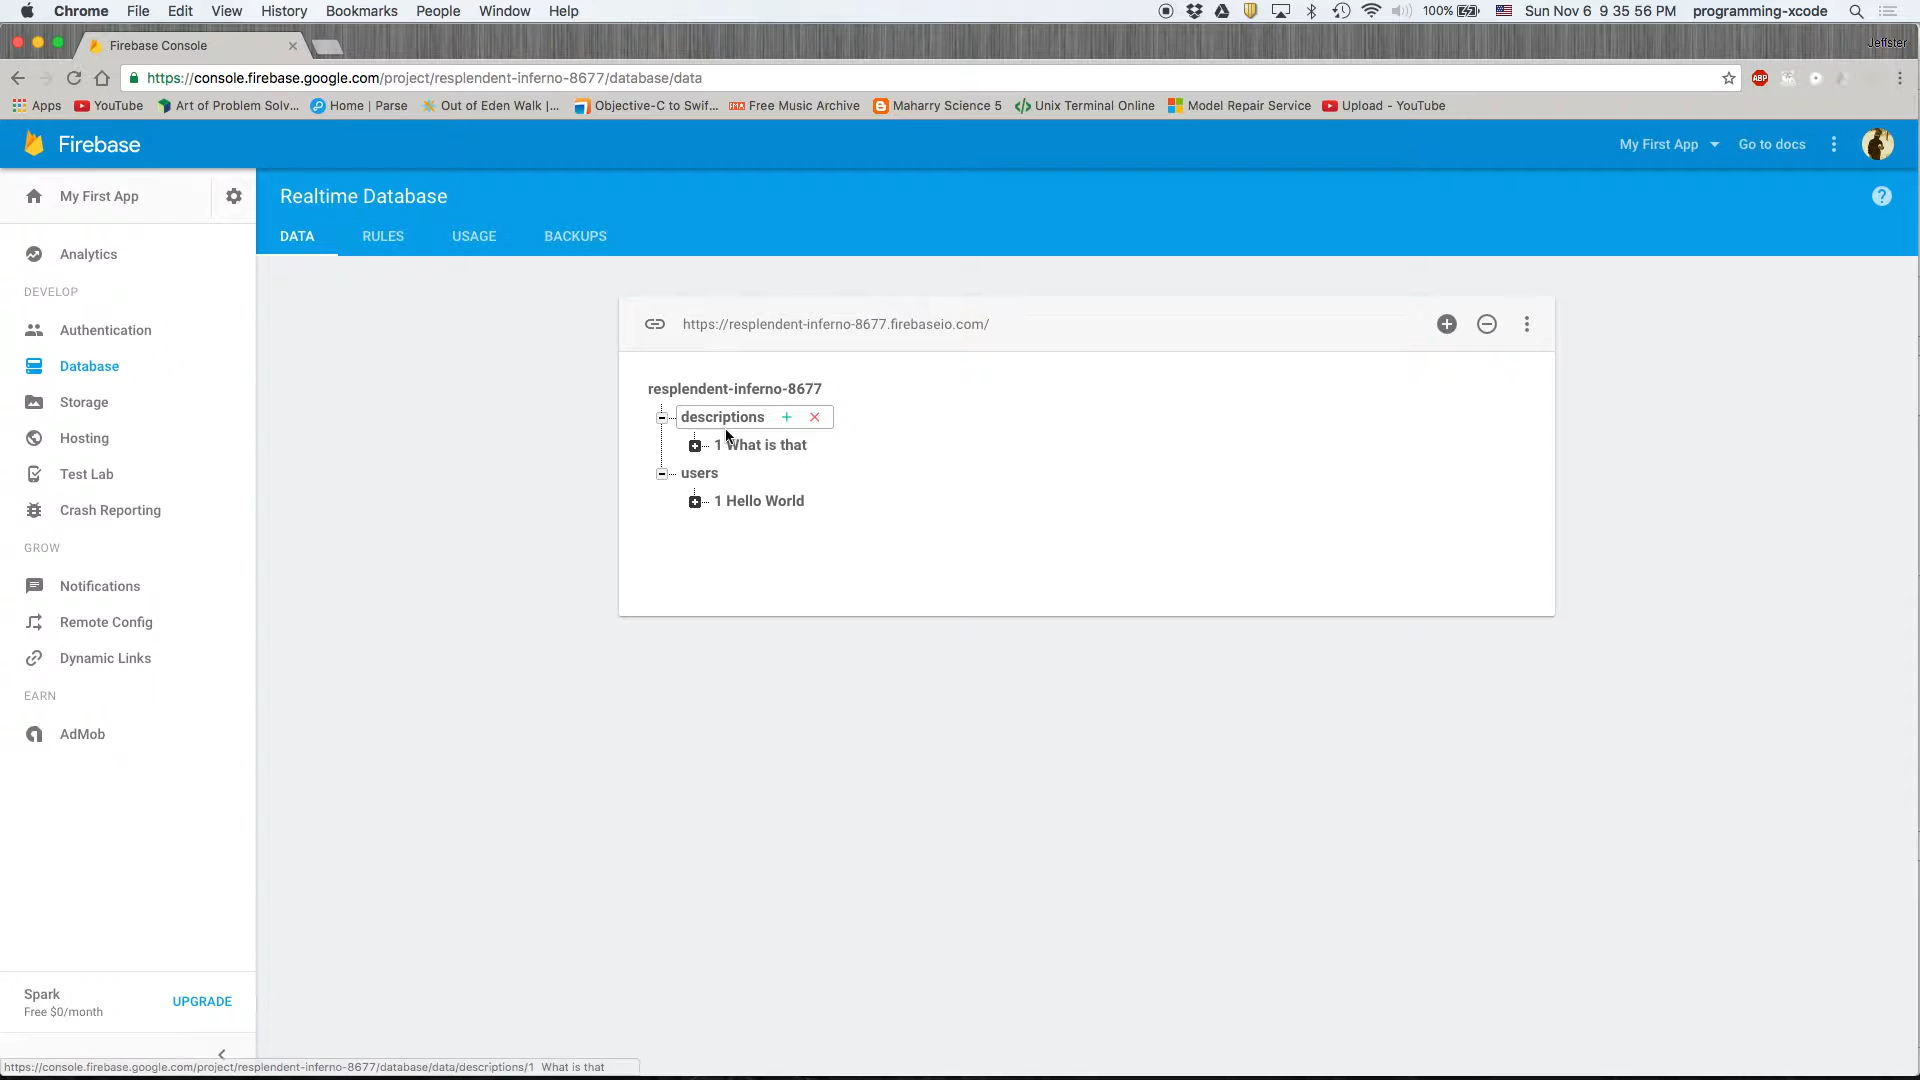 Chrome File Edit View History Bookmarks People Window Help 100% Sun Nov 6 9 35 56 PM programming-xcode
Firebase Console Jeffster
https://console.firebase.google.com/project/resplendent-inferno-8677/database/data ABP
Apps YouTube Art of Problem Solv... Home | Parse Out of Eden Walk |... Objective-C to Swif... FMA Free Music Archive Maharry Science 5 Unix Terminal Online Model Repair Service Upload - YouTube
Firebase My First App Go to docs
My First App Realtime Database ?
DATA RULES USAGE BACKUPS
Analytics
DEVELOP
Authentication
Database
Storage
Hosting
Test Lab
Crash Reporting
GROW
Notifications
Remote Config
Dynamic Links
EARN
AdMob
https://resplendent-inferno-8677.firebaseio.com/
resplendent-inferno-8677
descriptions
1 What is that
users
1 Hello World
Spark UPGRADE
Free $0/month
https://console.firebase.google.com/project/resplendent-inferno-8677/database/data/descriptions/1 What is that